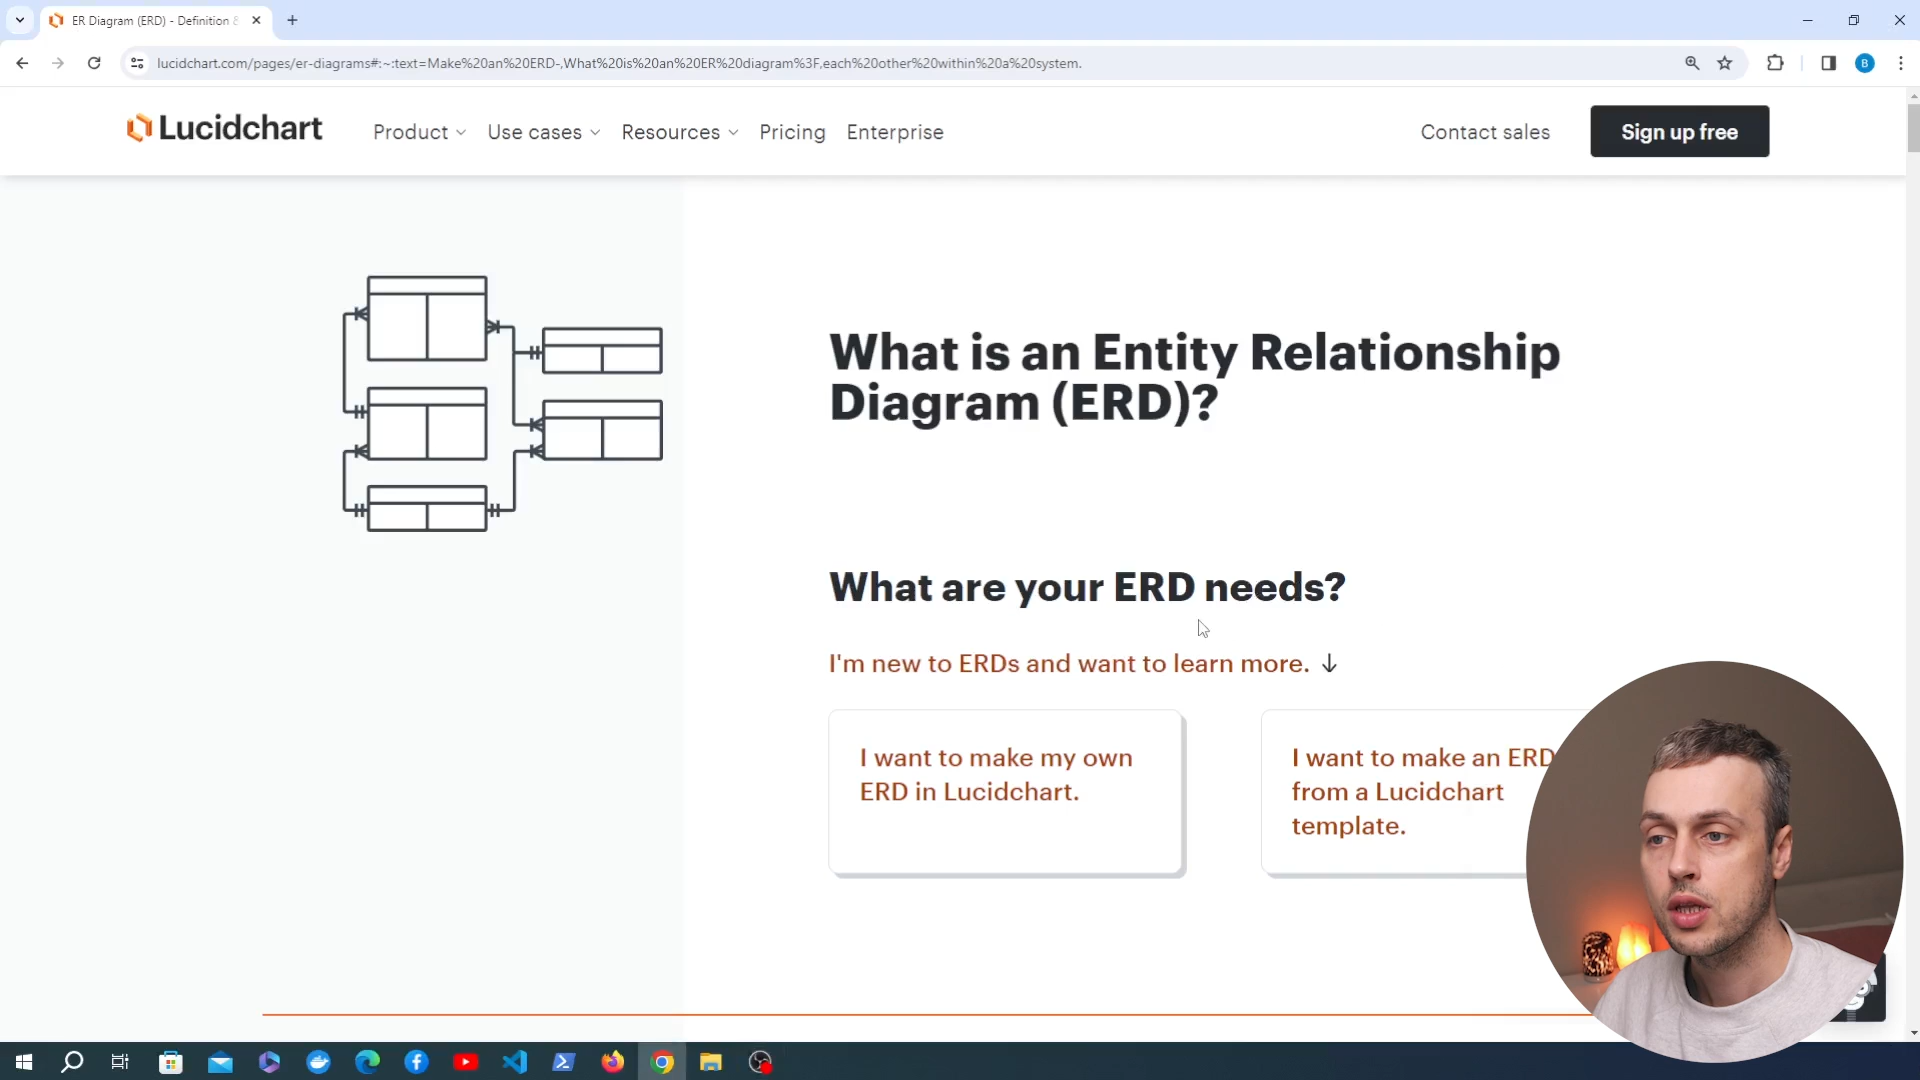 ER Diagram (ERD) - Definition &
lucidchart.com/pages/er-diagrams#:~:text=Make%20an%20ERD-,What%20is%20an%20ER%20diagram%3F,each%20other%20within%20a%20system.
B
Lucidchart
Product
Use cases
Resources
Pricing
Enterprise
Contact sales
Sign up free
What is an Entity Relationship
Diagram (ERD)?
What are your ERD needs?
I'm new to ERDs and want to learn more. ↓
I want to make my own
ERD in Lucidchart.
I want to make an ERD
from a Lucidchart
template.